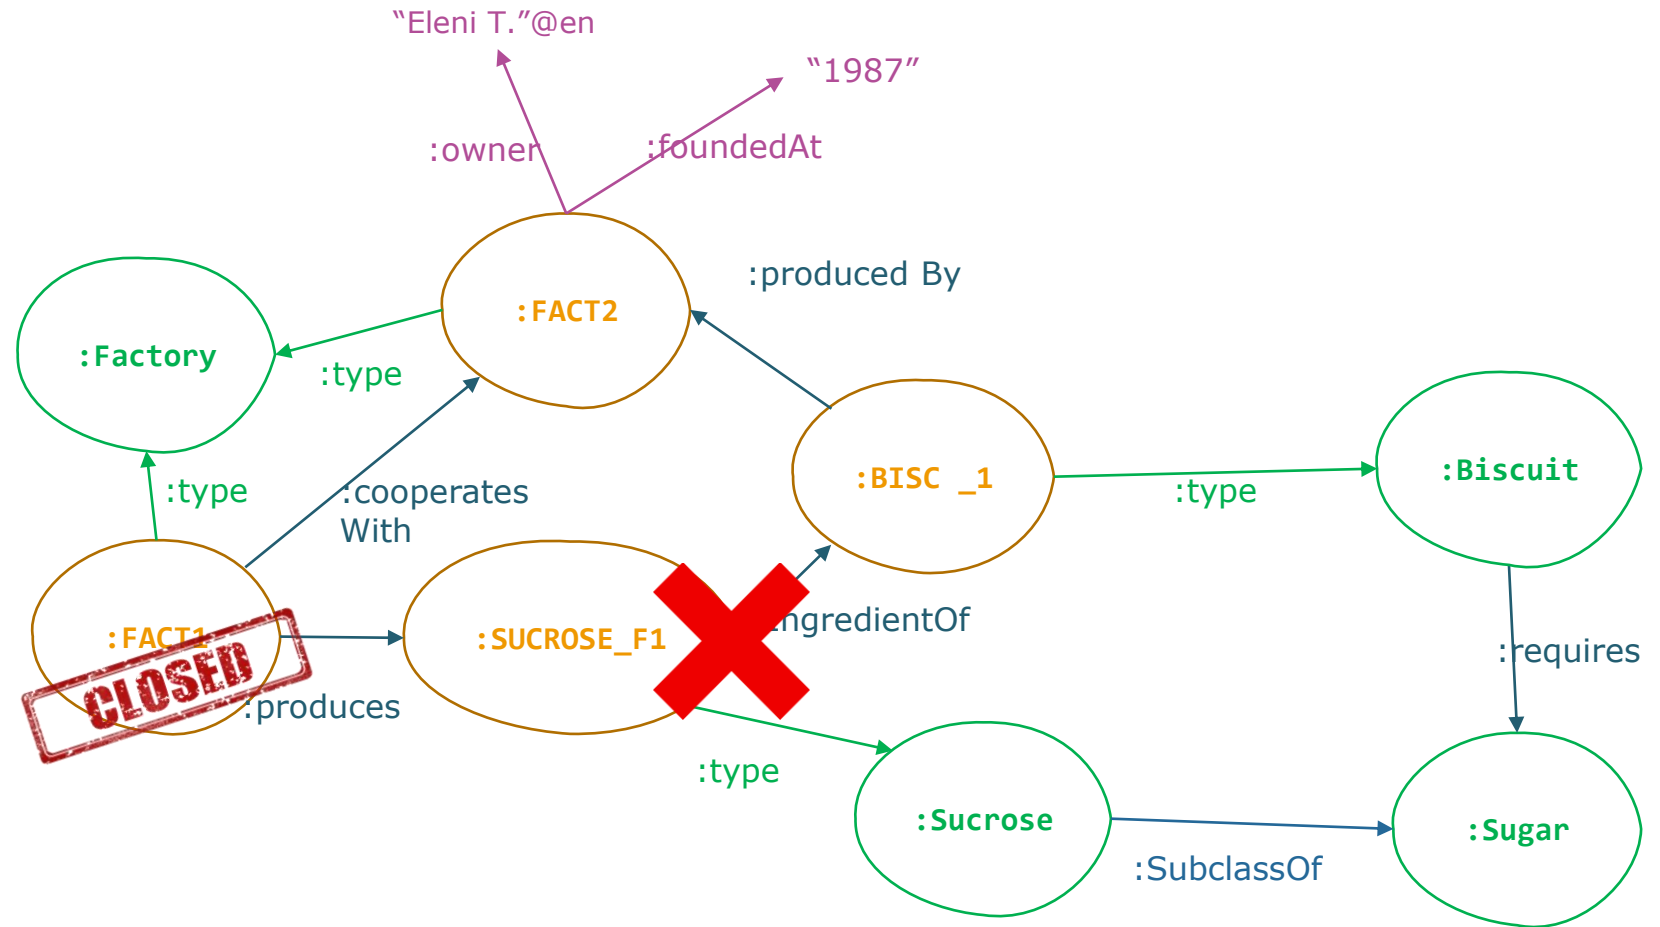 “Eleni T.”@en
“1987”
:owner
:foundedAt
:produced By
:FACT2
:Factory
:type
:BISC _1
:Biscuit
:type
:type
:cooperates
With
:FACT1
CLOSED
:SUCROSE_F1
:requires
:produces
:type
:Sucrose
:Sugar
:SubclassOf